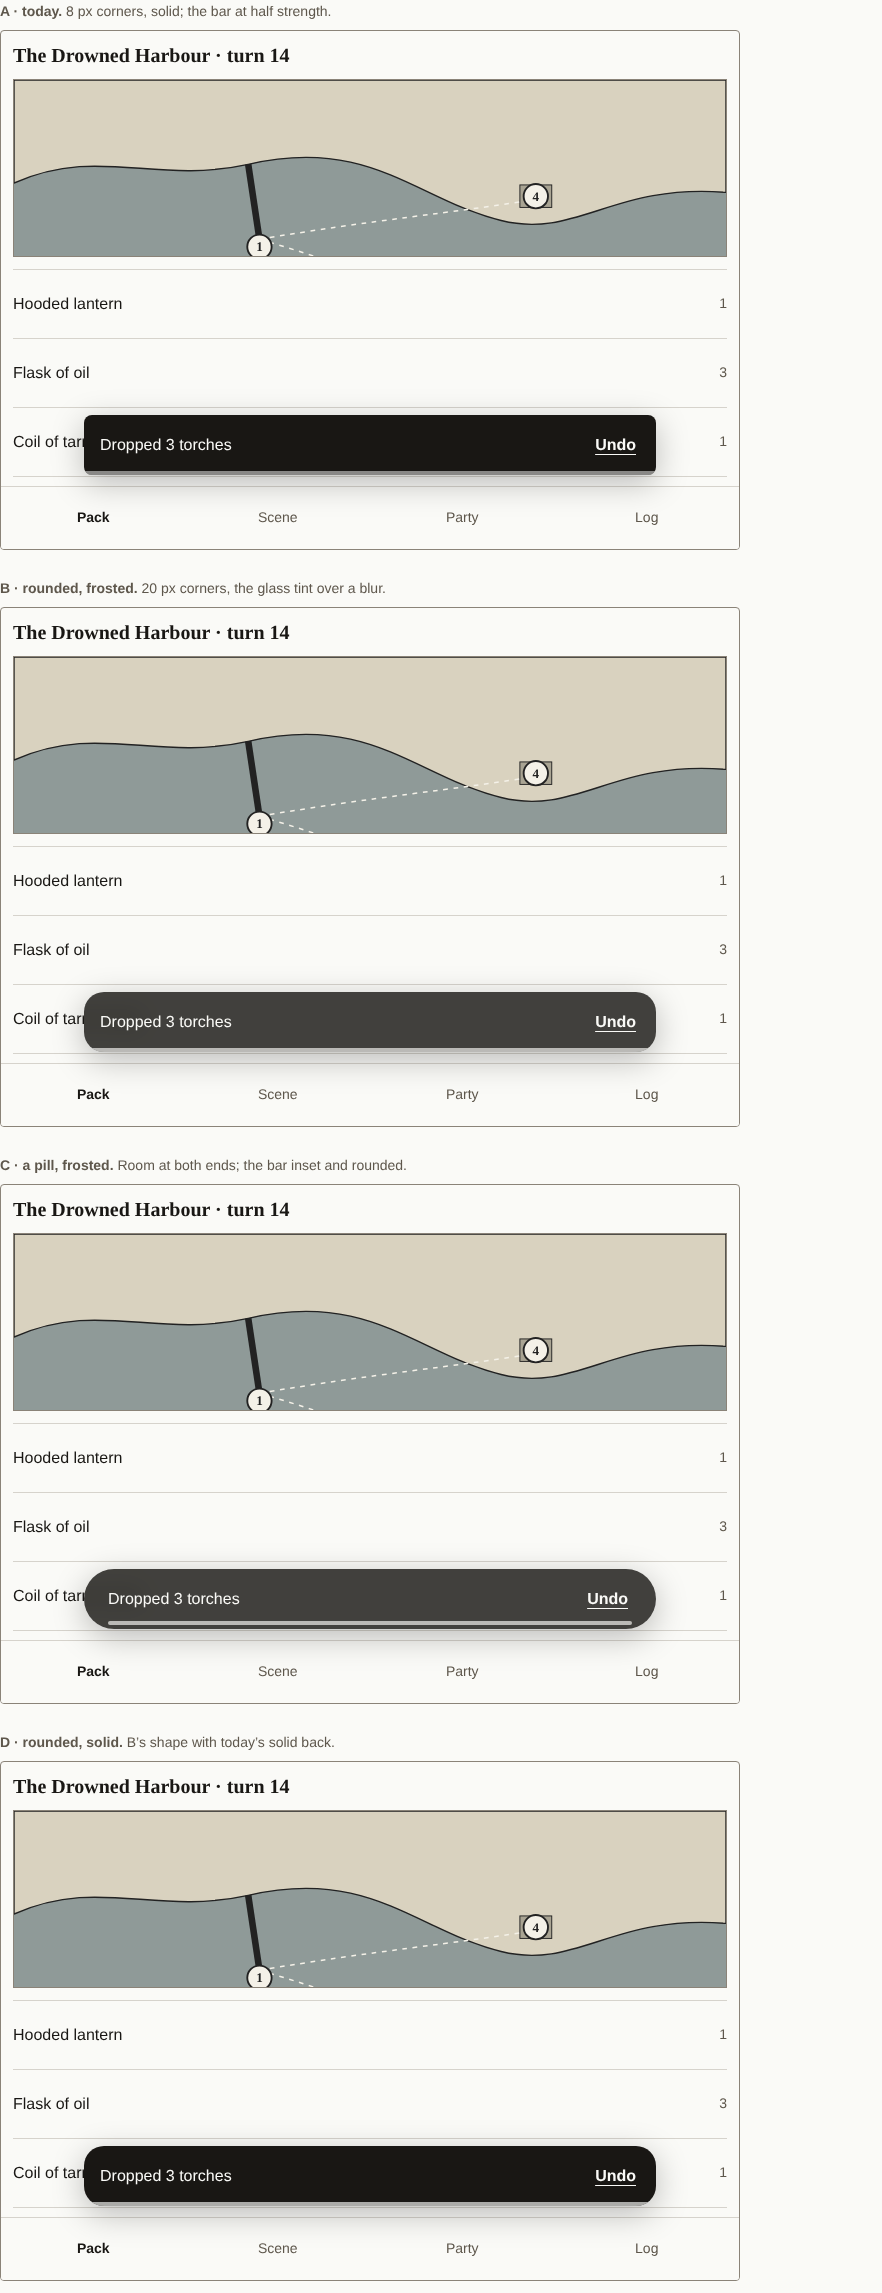 A · today. 8 px corners, solid; the bar at half strength.
The Drowned Harbour · turn 14
4
1
Hooded lantern 1
Flask of oil 3
Coil of tarr 1
Dropped 3 torches Undo
Pack Scene Party Log
B · rounded, frosted. 20 px corners, the glass tint over a blur.
The Drowned Harbour · turn 14
4
1
Hooded lantern 1
Flask of oil 3
Coil of tarr 1
Dropped 3 torches Undo
Pack Scene Party Log
C · a pill, frosted. Room at both ends; the bar inset and rounded.
The Drowned Harbour · turn 14
4
1
Hooded lantern 1
Flask of oil 3
Coil of tarr 1
Dropped 3 torches Undo
Pack Scene Party Log
D · rounded, solid. B’s shape with today’s solid back.
The Drowned Harbour · turn 14
4
1
Hooded lantern 1
Flask of oil 3
Coil of tarr 1
Dropped 3 torches Undo
Pack Scene Party Log